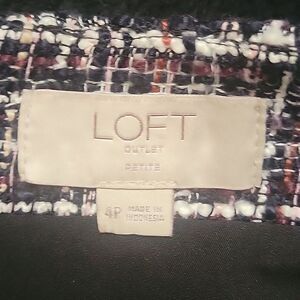 LOFT
OUTLET
PETITE
4P
MADE IN
INDONESIA